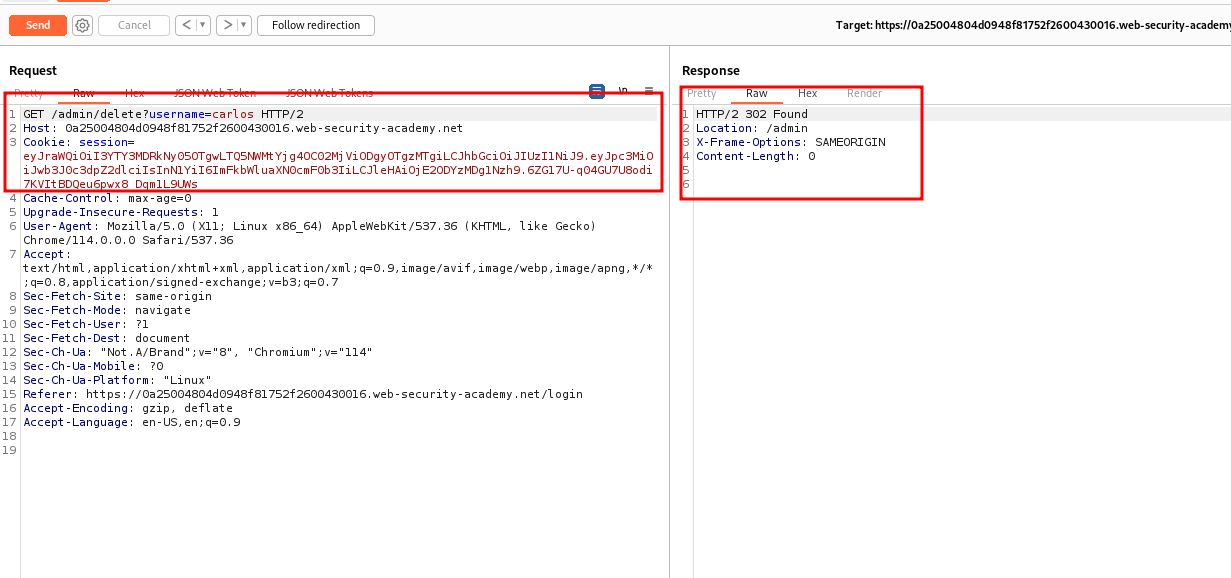 Send
Cancel
< ▾
> ▾
Follow redirection
Target: https://0a25004804d0948f81752f2600430016.web-security-academy
Request
Pretty Raw Hex JSON Web Token JSON Web Tokens \n
1 GET /admin/delete?username=carlos HTTP/2
2 Host: 0a25004804d0948f81752f2600430016.web-security-academy.net
3 Cookie: session=
4 Cache-Control: max-age=0
5 Upgrade-Insecure-Requests: 1
6 User-Agent: Mozilla/5.0 (X11; Linux x86_64) AppleWebKit/537.36 (KHTML, like Gecko)
Chrome/114.0.0.0 Safari/537.36
7 Accept:
text/html,application/xhtml+xml,application/xml;q=0.9,image/avif,image/webp,image/apng,*/*
;q=0.8,application/signed-exchange;v=b3;q=0.7
8 Sec-Fetch-Site: same-origin
9 Sec-Fetch-Mode: navigate
10 Sec-Fetch-User: ?1
11 Sec-Fetch-Dest: document
12 Sec-Ch-Ua: "Not.A/Brand";v="8", "Chromium";v="114"
13 Sec-Ch-Ua-Mobile: ?0
14 Sec-Ch-Ua-Platform: "Linux"
15 Referer: https://0a25004804d0948f81752f2600430016.web-security-academy.net/login
16 Accept-Encoding: gzip, deflate
17 Accept-Language: en-US,en;q=0.9
18
19
Response
Pretty Raw Hex Render
1 HTTP/2 302 Found
2 Location: /admin
3 X-Frame-Options: SAMEORIGIN
4 Content-Length: 0
5
6